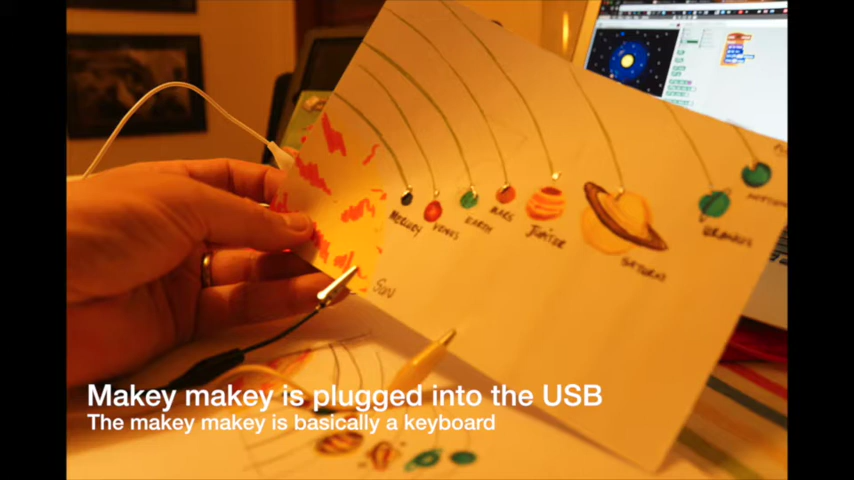 MERCURY
VENUS
EARTH
MARS
JUPITER
SATURN
URANUS
SUN
Makey makey is plugged into the USB
The makey makey is basically a keyboard